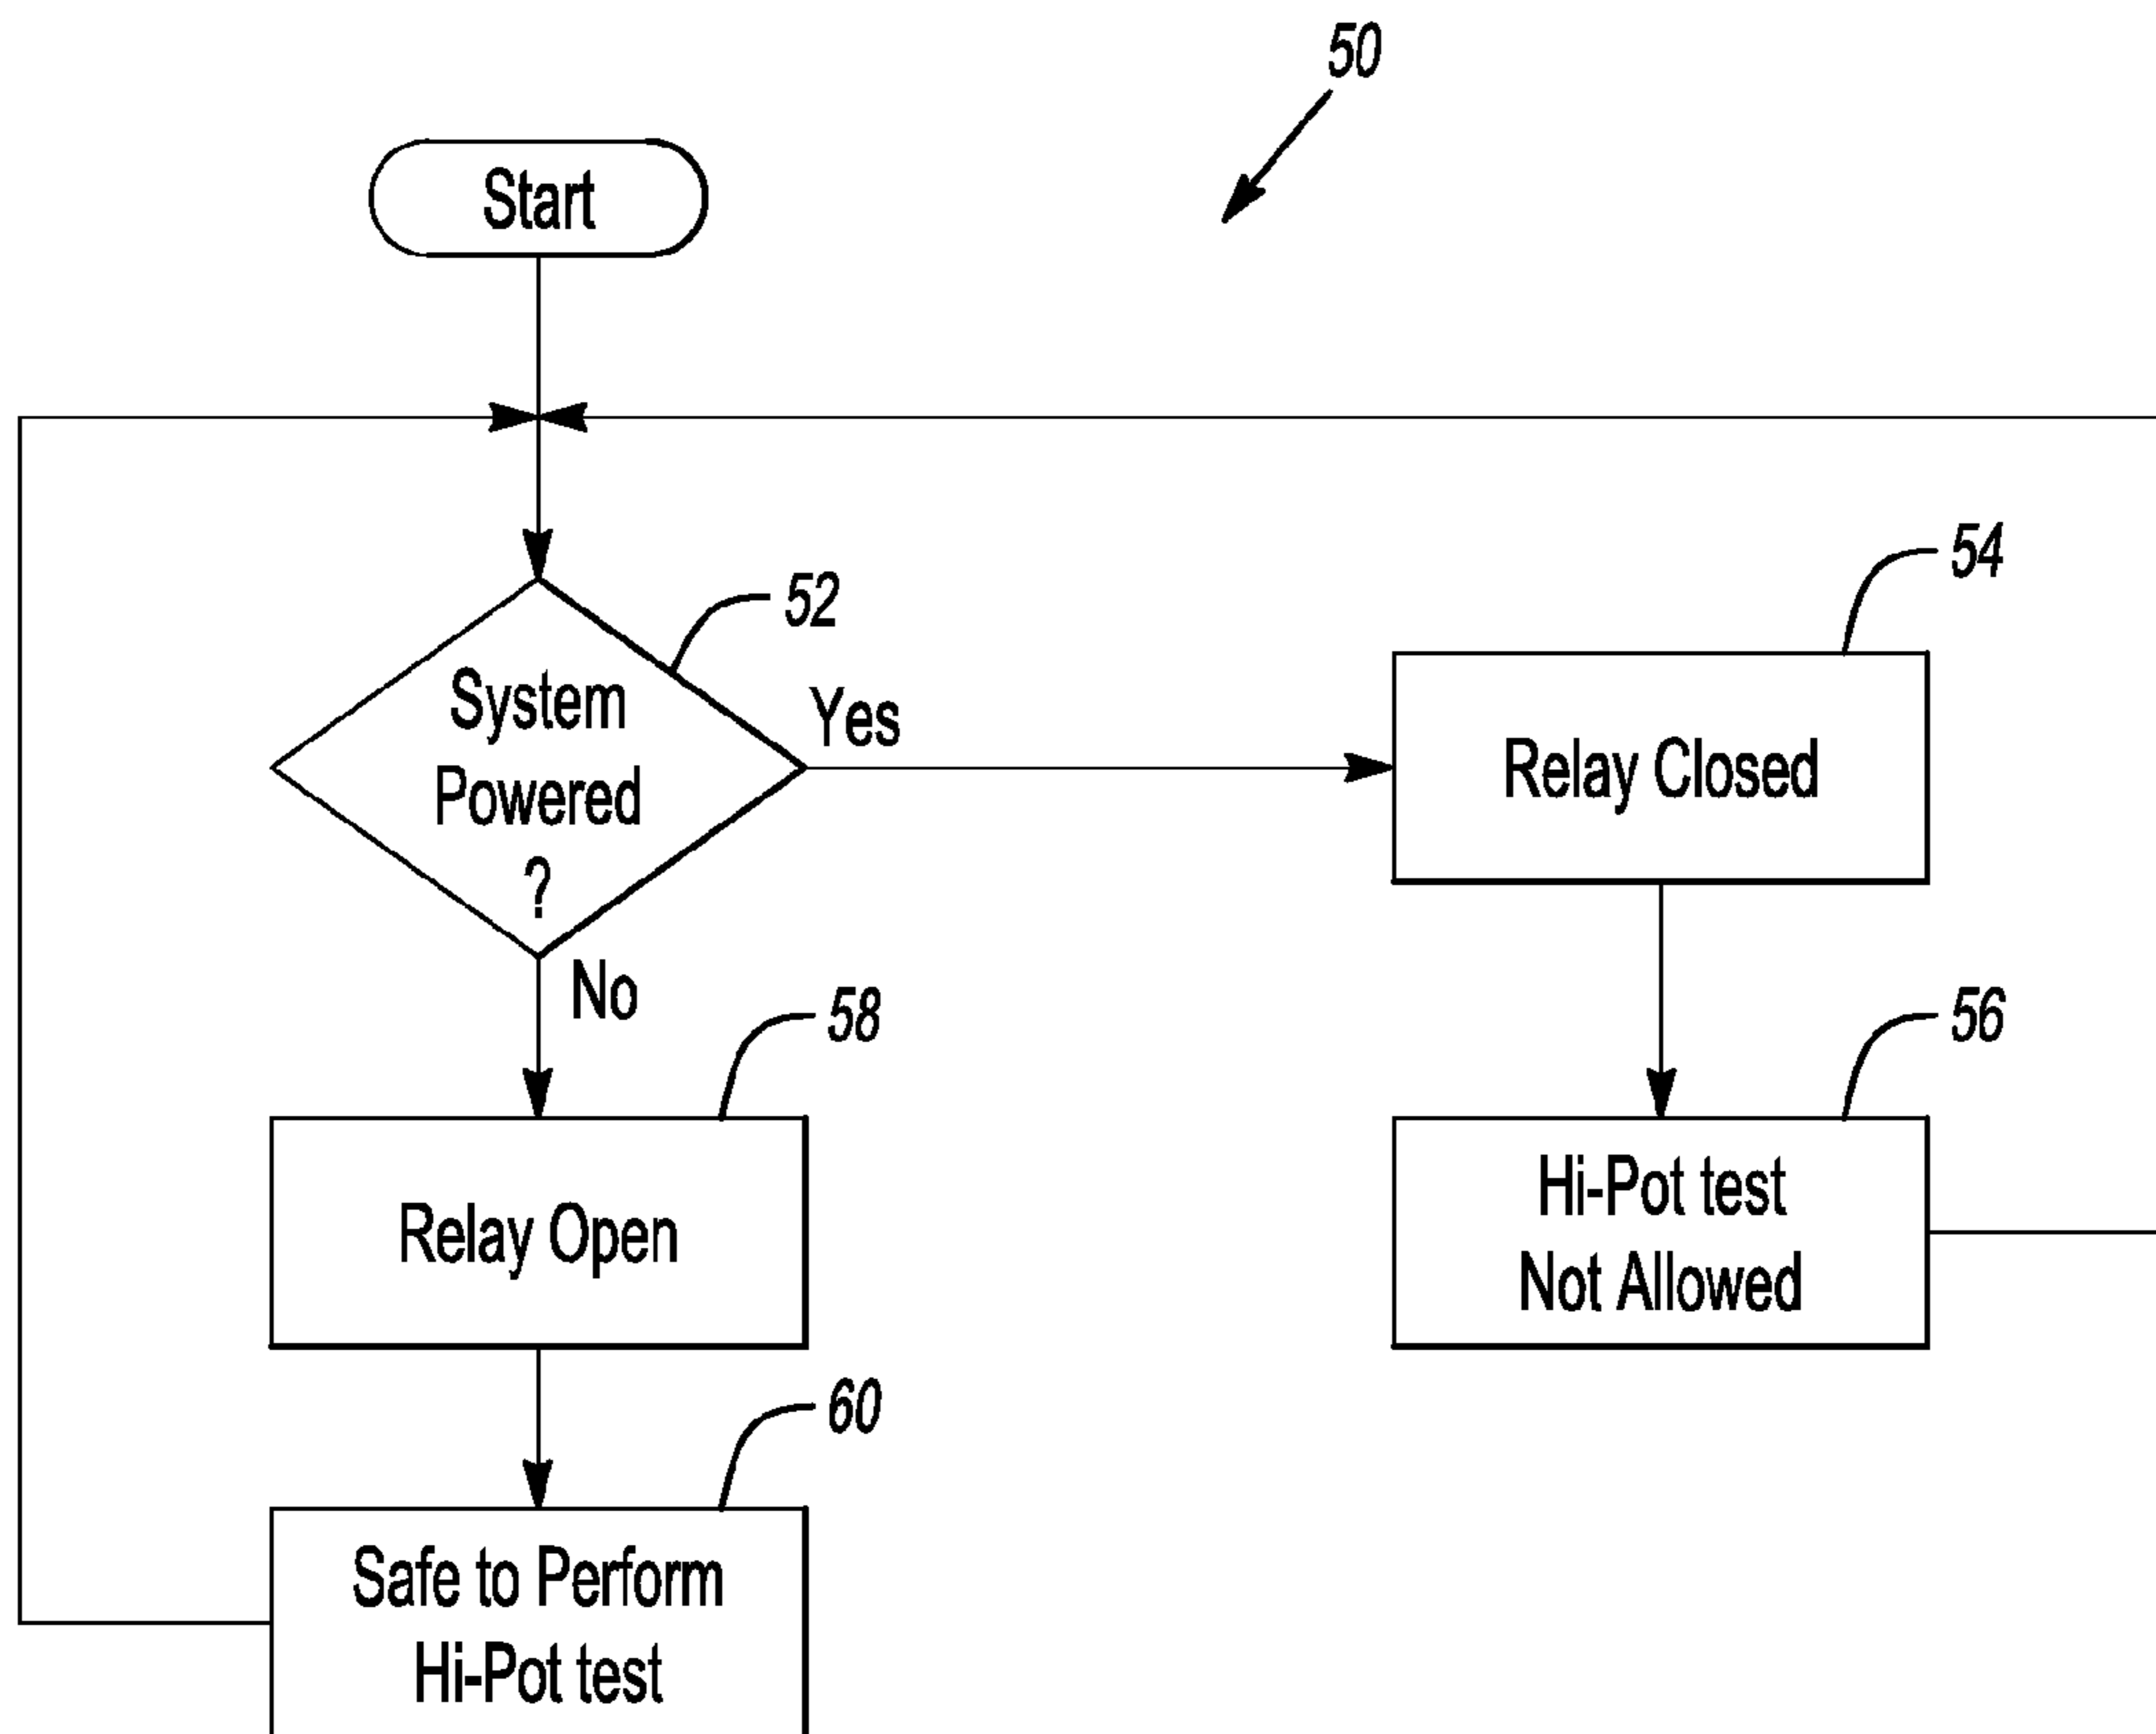 50
Start
52
System
Powered
?
Yes
No
54
Relay Closed
56
Hi-Pot test
Not Allowed
58
Relay Open
60
Safe to Perform
Hi-Pot test